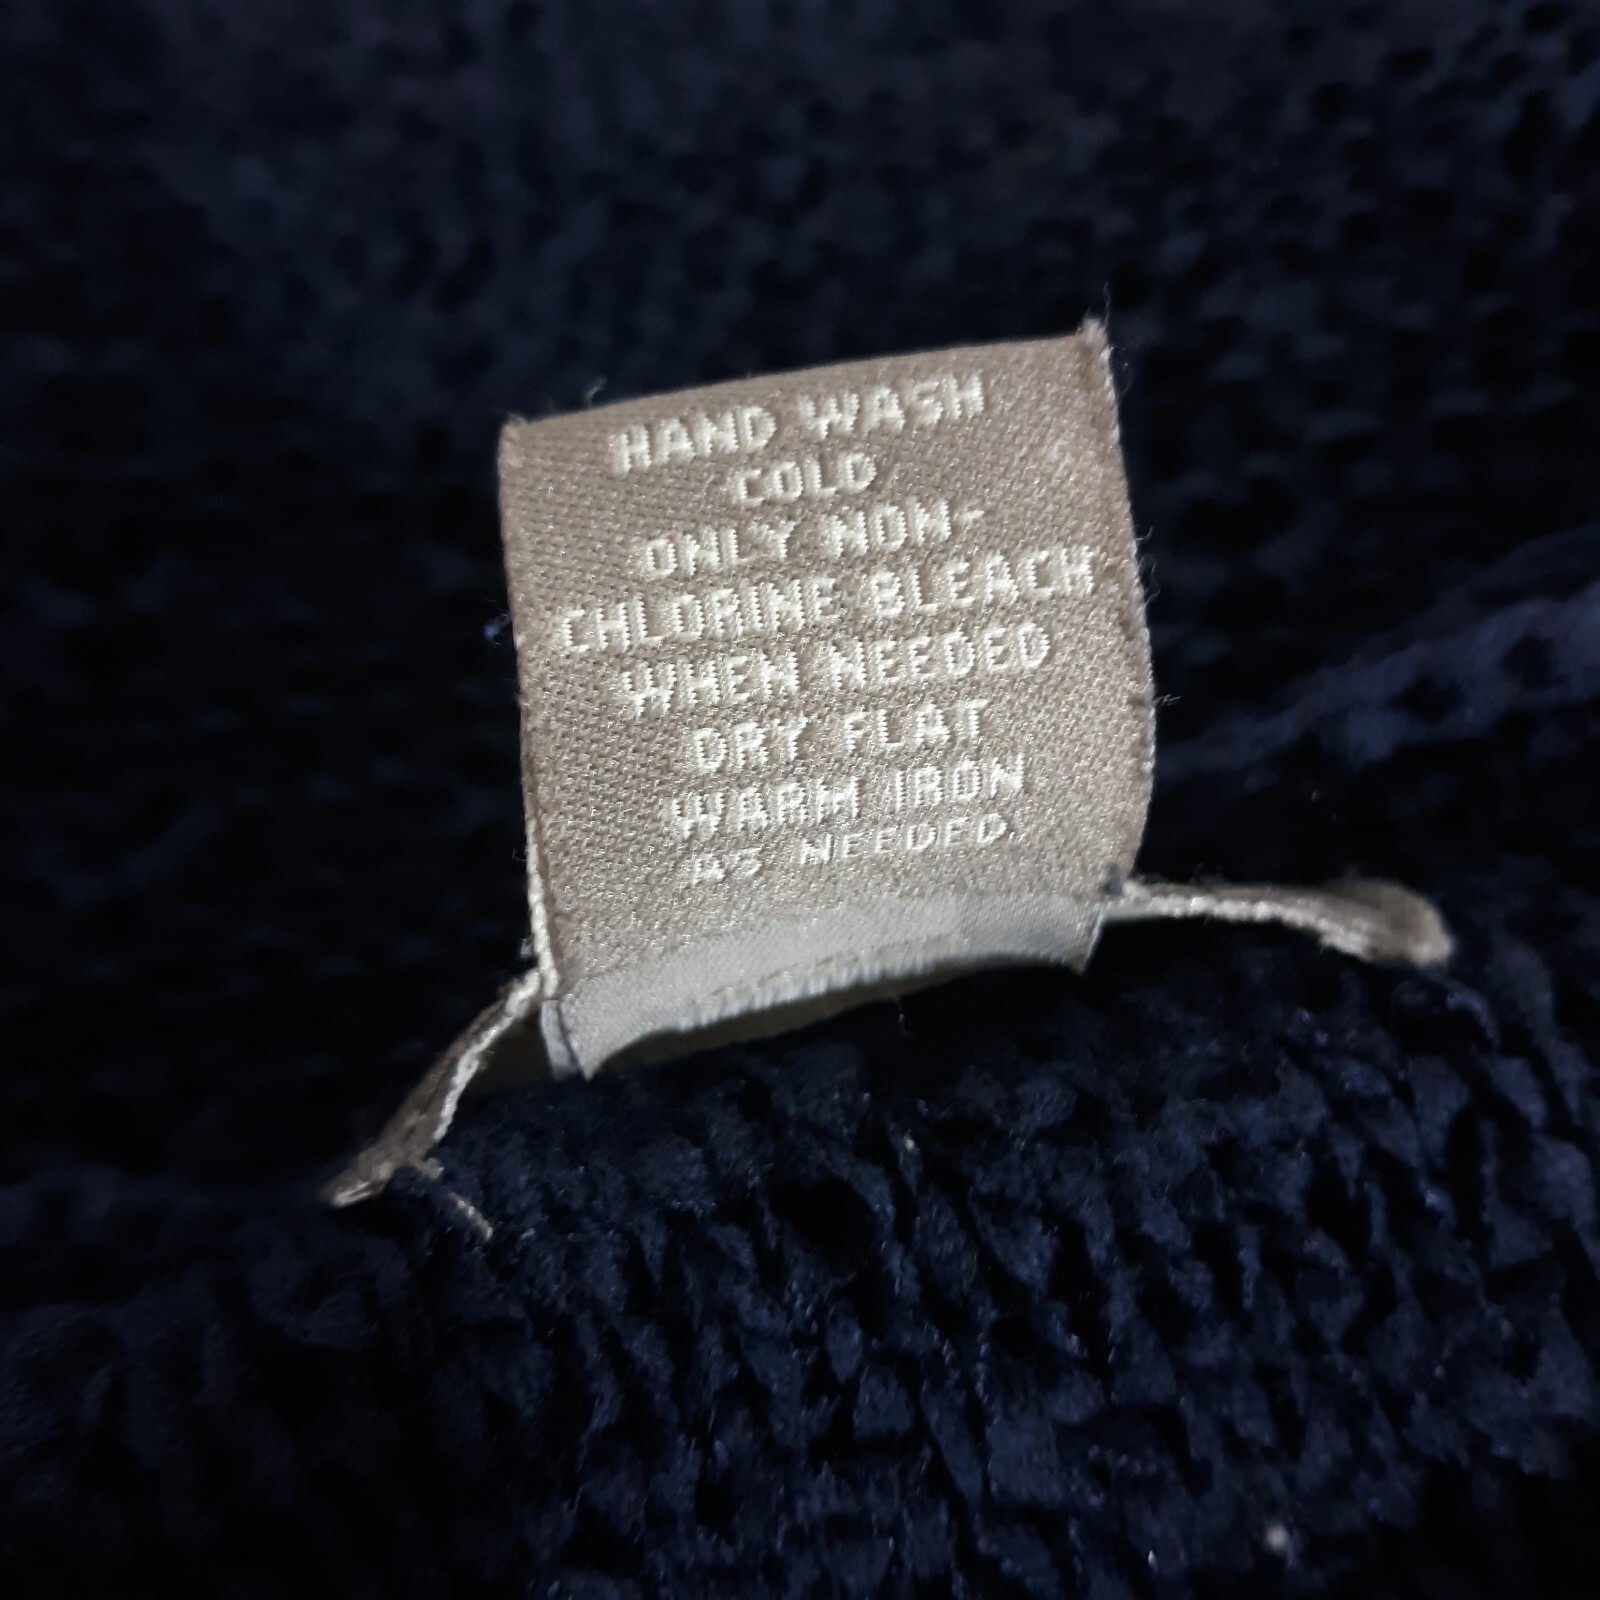 HAND WASH
COLD
ONLY NON-
CHLORINE BLEACH
WHEN NEEDED
DRY FLAT
WARM IRON
AS NEEDED